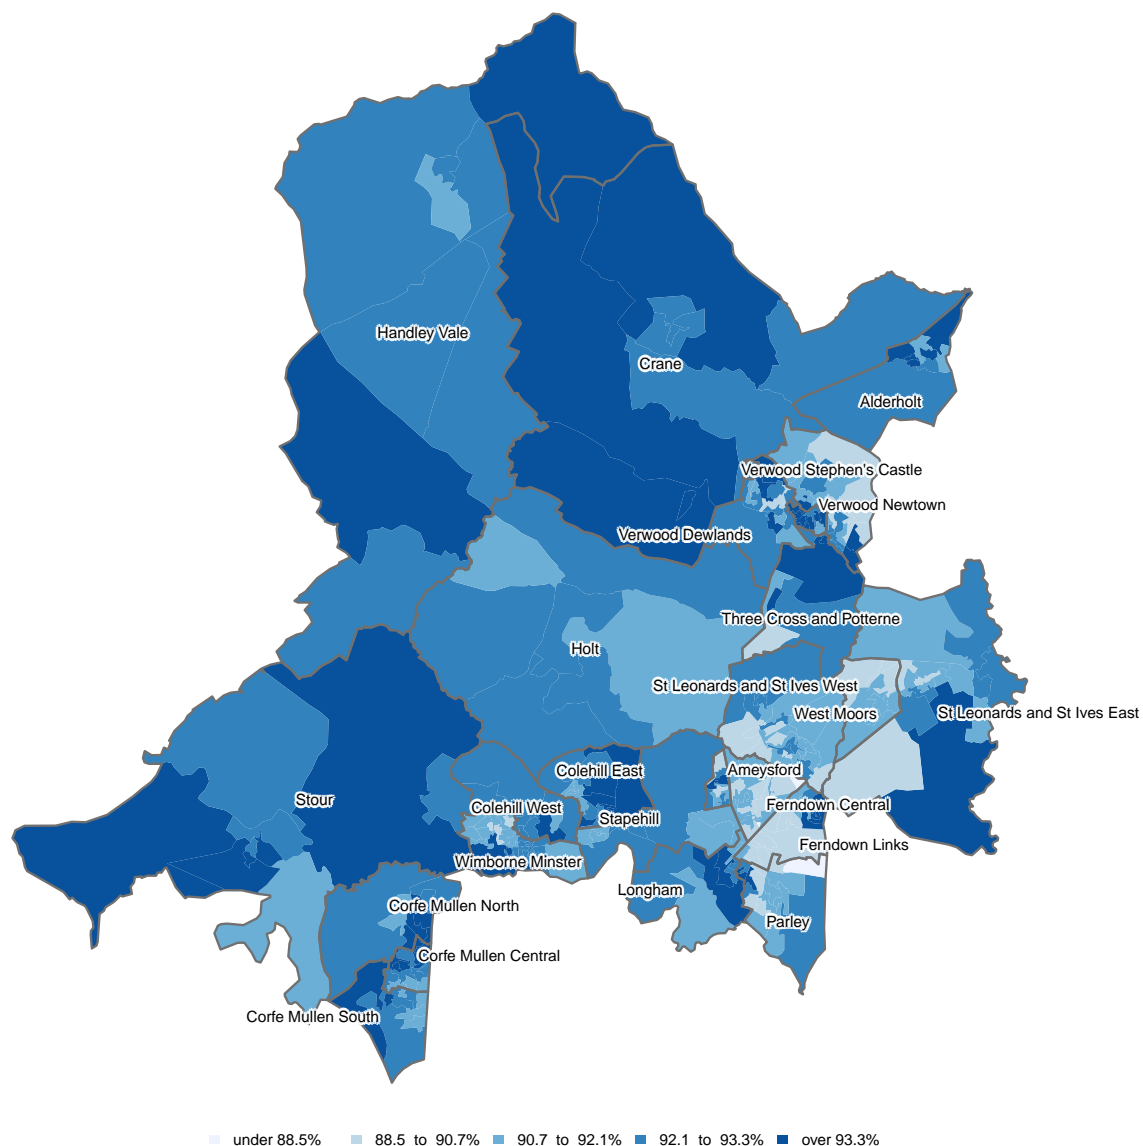 Handley Vale
Crane
Alderholt
Verwood Stephen's Castle
Verwood Newtown
Verwood Dewlands
Three Cross and Potterne
Holt
St Leonards and St Ives West
West Moors
St Leonards and St Ives East
Colehill East
Ameysford
Stour
Colehill West
Ferndown Central
Stapehill
Ferndown Links
Wimborne Minster
Longham
Corfe Mullen North
Parley
Corfe Mullen Central
Corfe Mullen South
under 88.5% 88.5 to 90.7% 90.7 to 92.1% 92.1 to 93.3% over 93.3%